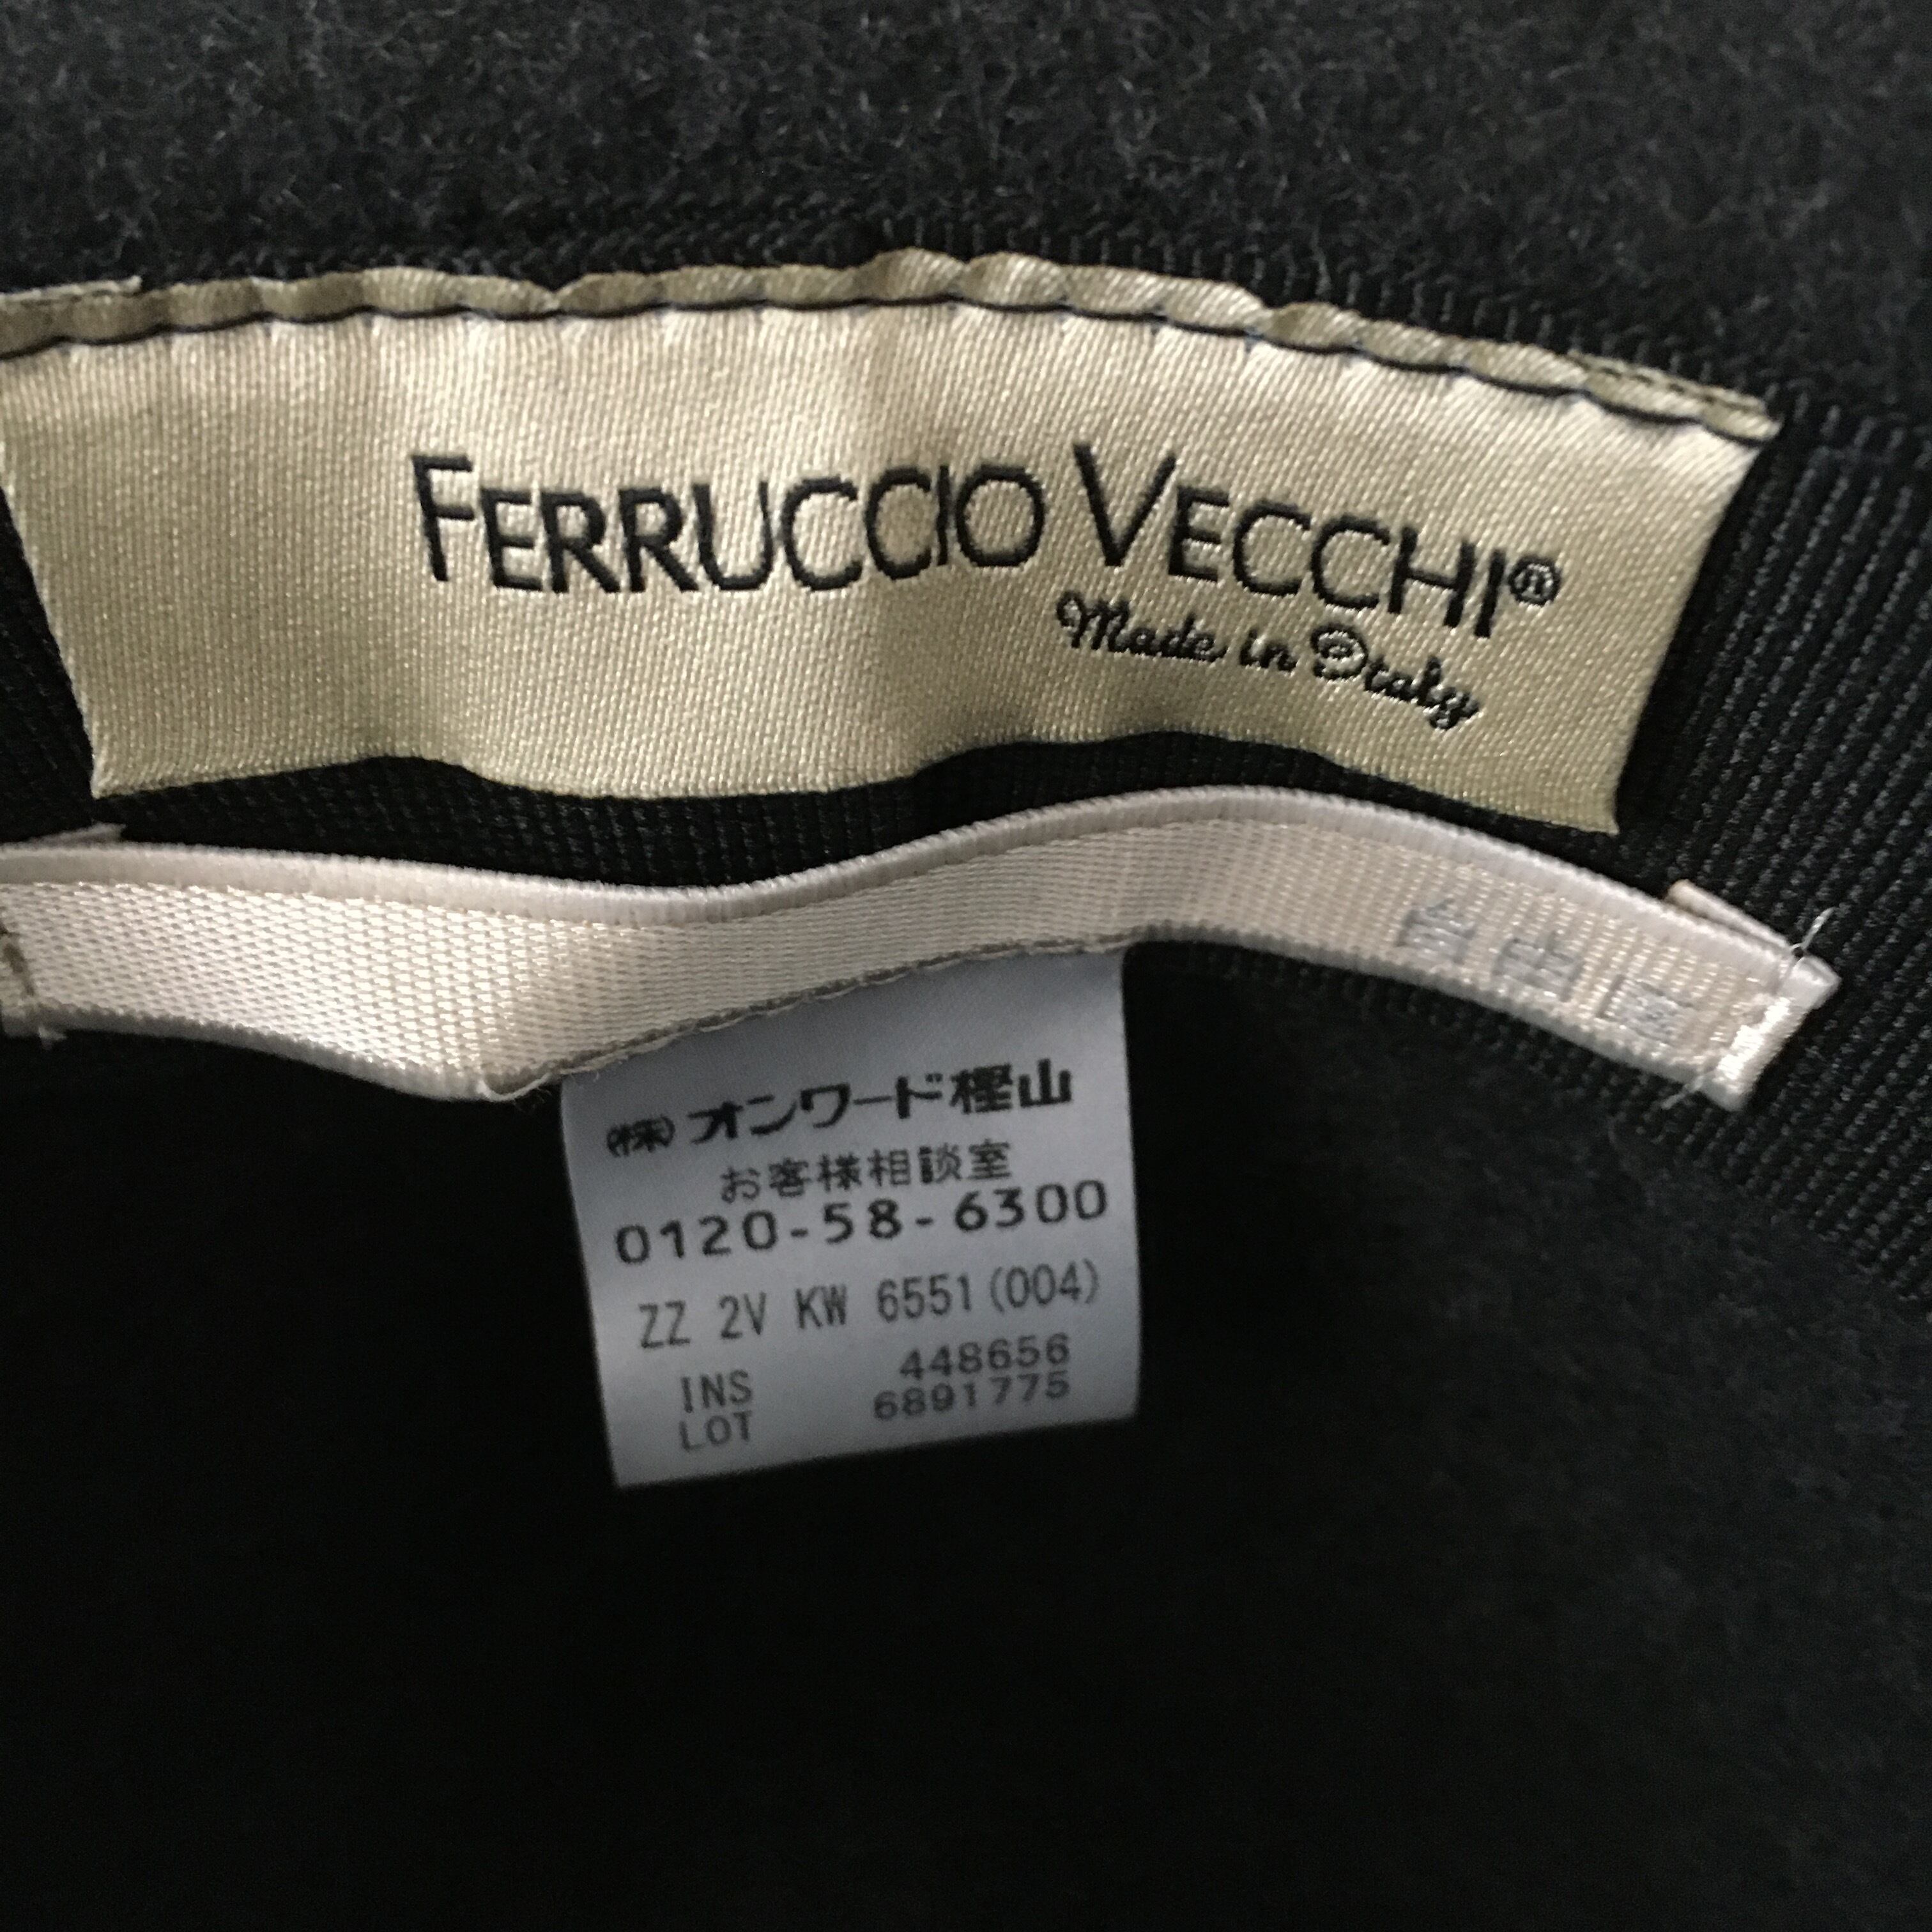 FERRUCCIO VECCHI®
Made in Italy
(株)オンワード樫山
お客様相談室
0120-58-6300
ZZ 2V KW 6551(004)
INS 448656
LOT 6891775